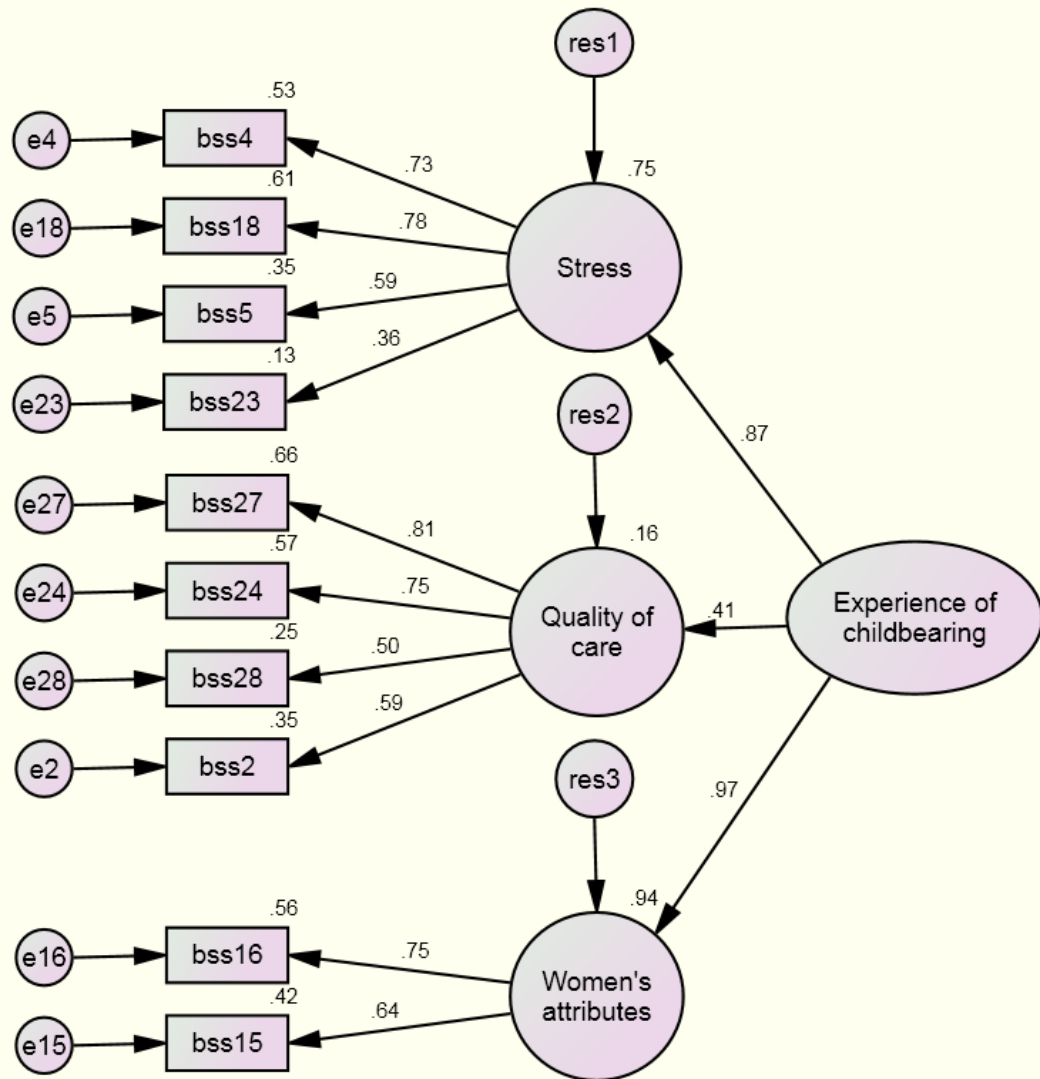 res1
.53
e4
bss4
.73
.75
.61
e18
bss18
.78
Stress
.35
e5
bss5
.59
.36
.13
e23
bss23
res2
.87
.66
e27
bss27
.81
.16
.57
e24
bss24
.75
Quality of
care
.41
Experience of
childbearing
.25
e28
bss28
.50
.59
.35
e2
bss2
res3
.97
.94
.56
e16
bss16
.75
Women's
attributes
.42
e15
bss15
.64